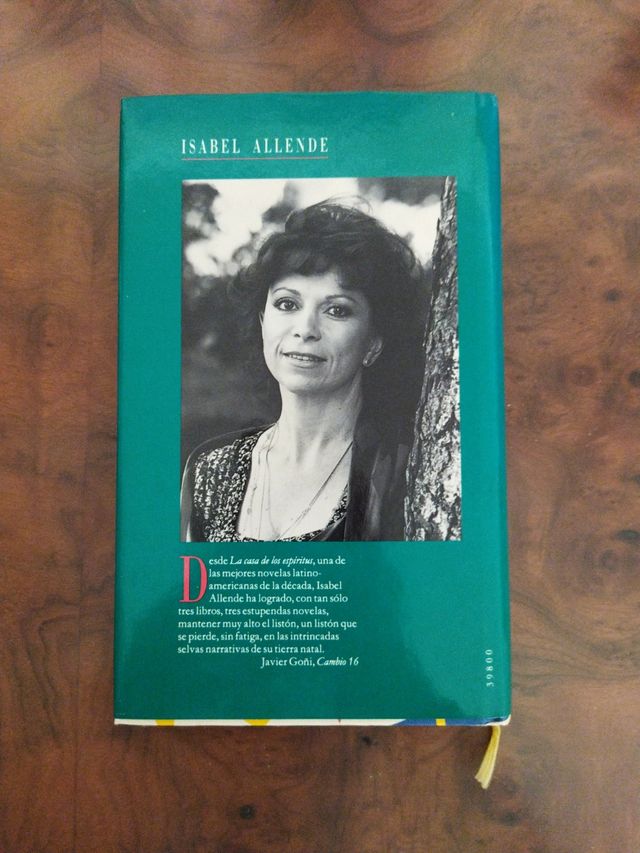 ISABEL ALLENDE
Desde La casa de los espíritus, una de
las mejores novelas latino-
americanas de la década, Isabel
Allende ha logrado, con tan sólo
tres libros, tres estupendas novelas,
mantener muy alto el listón, un listón que
se pierde, sin fatiga, en las intrincadas
selvas narrativas de su tierra natal.
Javier Goñi, Cambio 16
39800